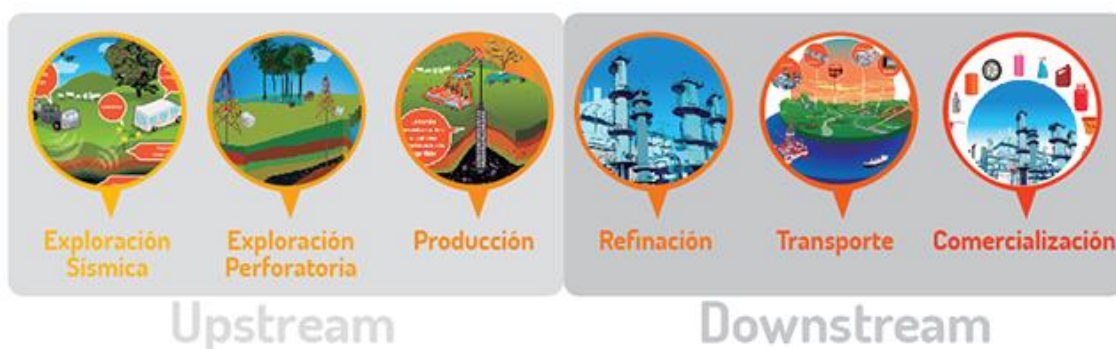 Exploración
Sísmica
Exploración
Perforatoria
Producción
Refinación
Transporte
Comercialización
Upstream
Downstream